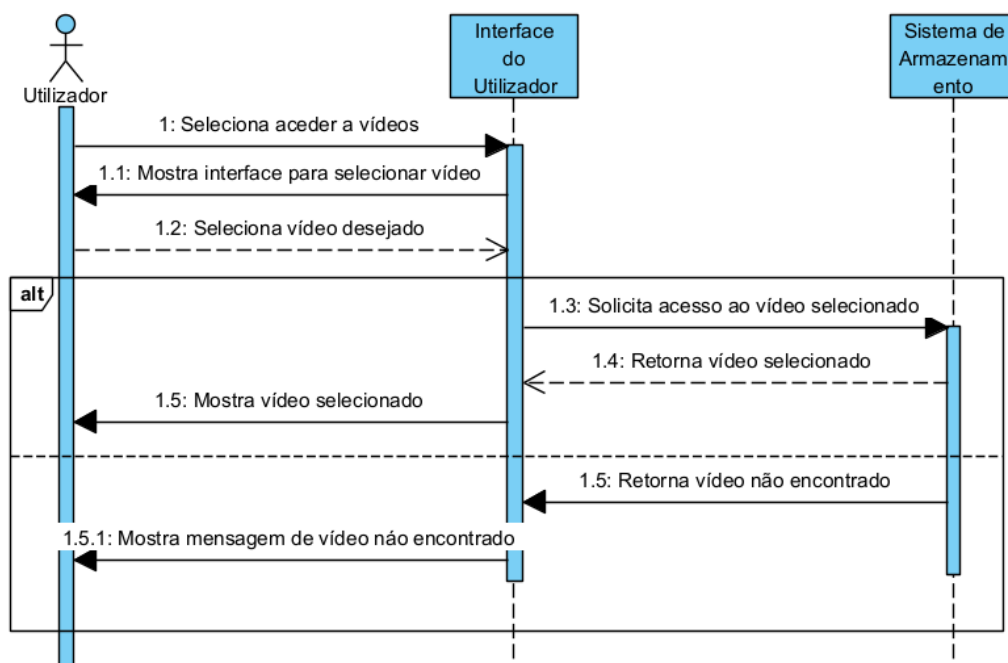 Utilizador
Interface
do
Utilizador
Sistema de
Armazenam
ento
1: Seleciona aceder a vídeos
1.1: Mostra interface para selecionar vídeo
1.2: Seleciona vídeo desejado
alt
1.3: Solicita acesso ao vídeo selecionado
1.4: Retorna vídeo selecionado
1.5: Mostra vídeo selecionado
1.5: Retorna vídeo não encontrado
1.5.1: Mostra mensagem de vídeo náo encontrado